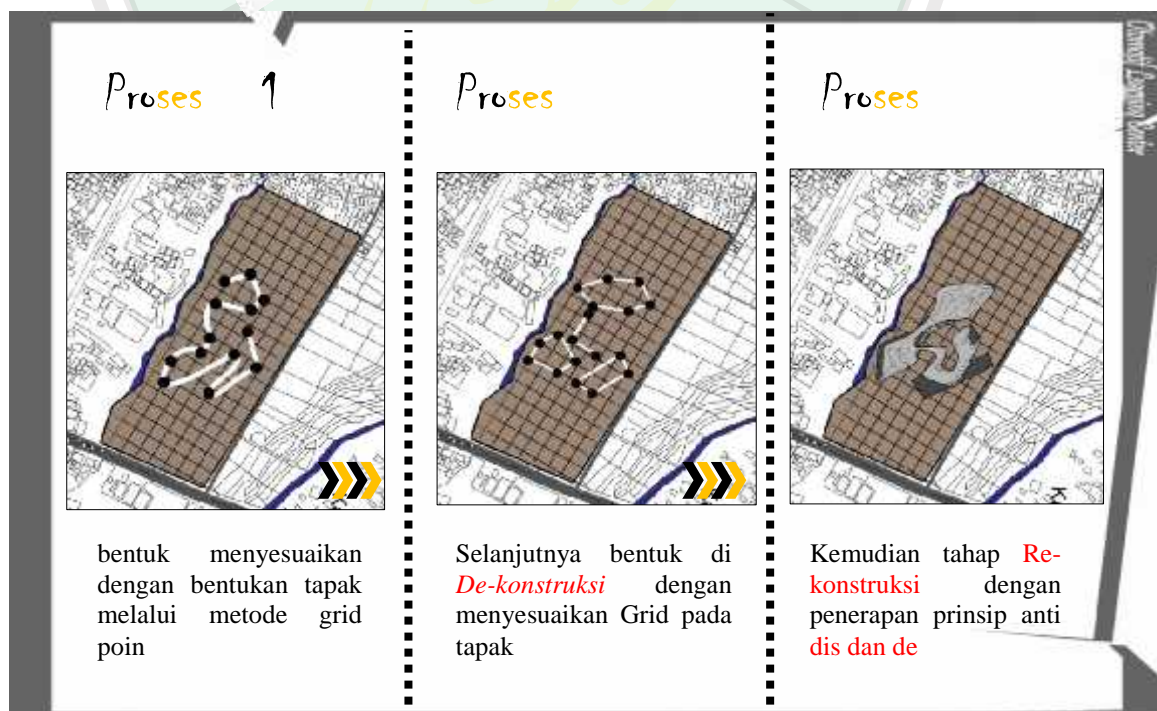 Proses 1
bentuk menyesuaikan
dengan bentukan tapak
melalui metode grid
poin
Proses
Selanjutnya bentuk di
De-konstruksi dengan
menyesuaikan Grid pada
tapak
Proses
Kemudian tahap Re-
konstruksi dengan
penerapan prinsip anti
dis dan de